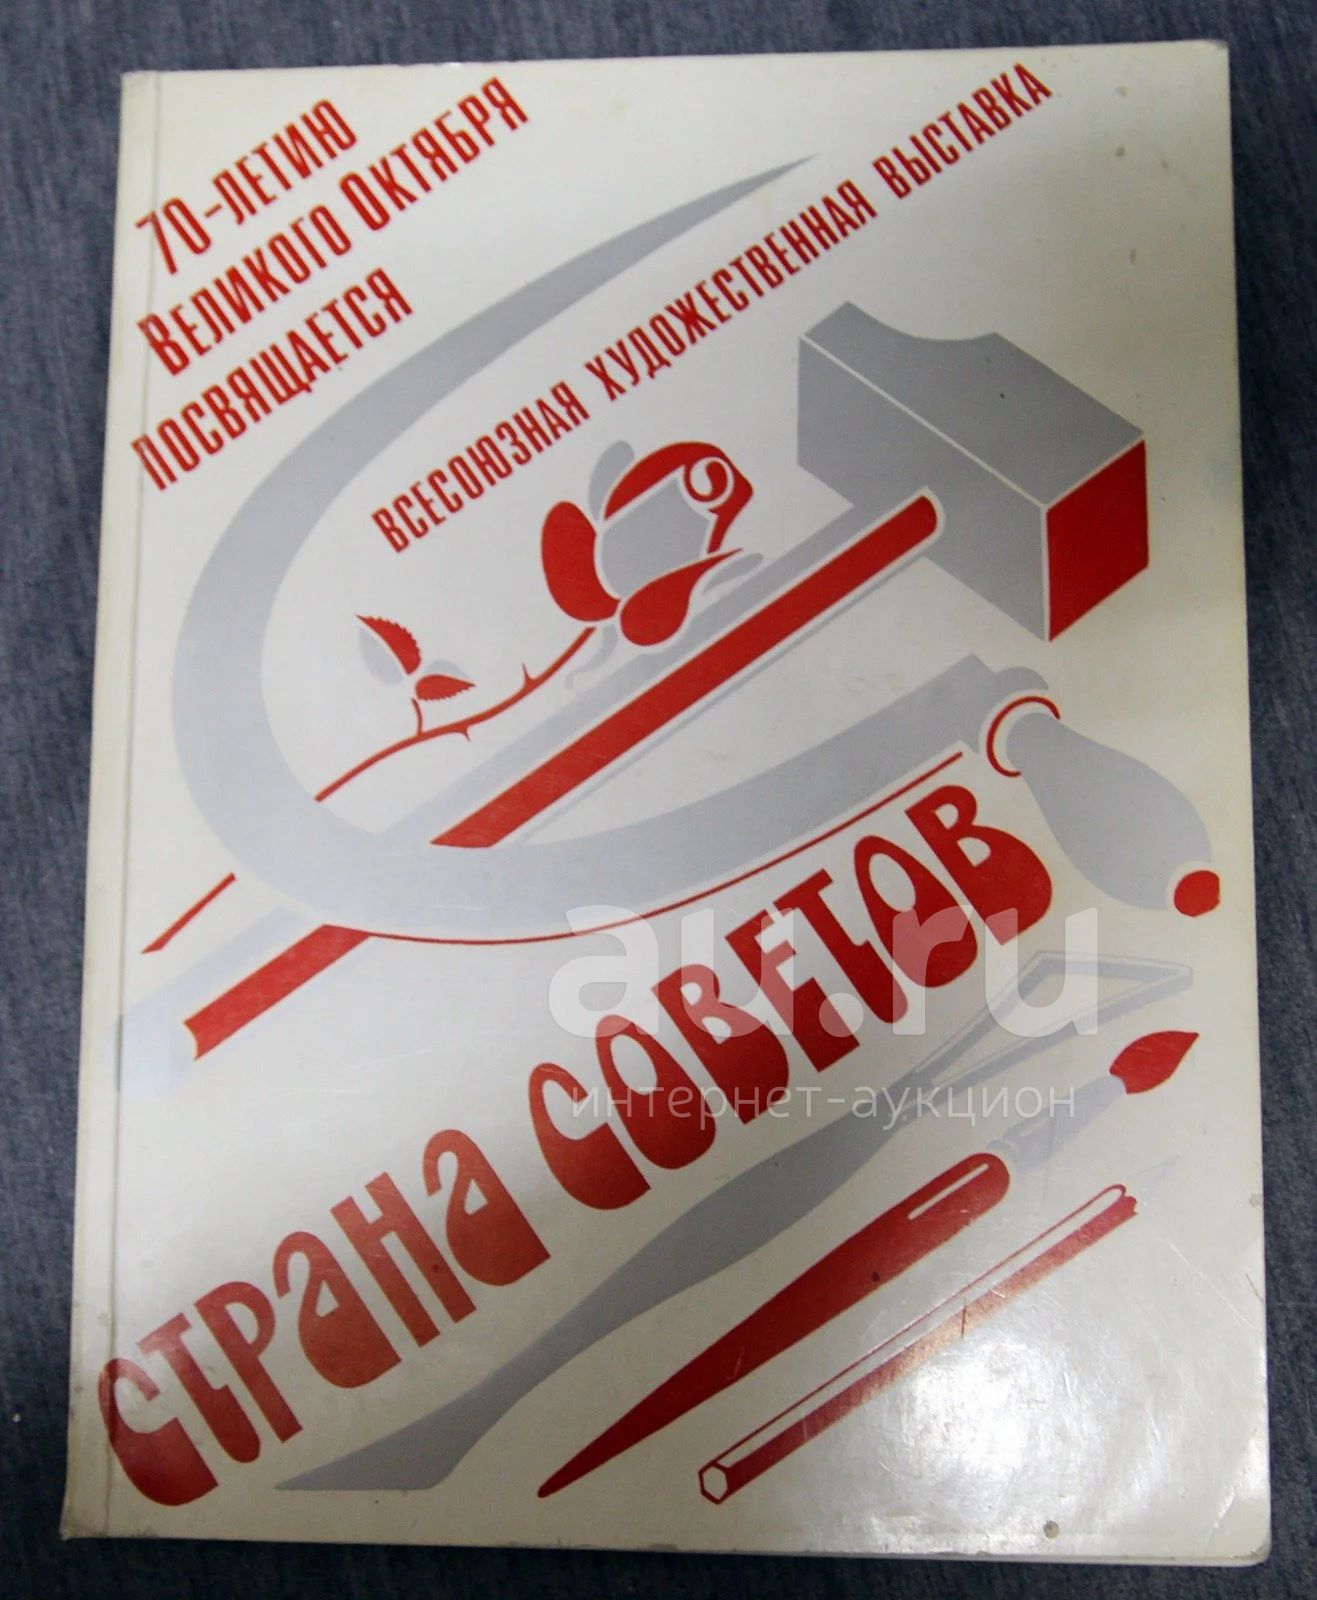 70-ЛЕТИЮ
ВЕЛИКОГО ОКТЯБРЯ
ПОСВЯЩАЕТСЯ
ВСЕСОЮЗНАЯ ХУДОЖЕСТВЕННАЯ ВЫСТАВКА
СТРАНА СОВЕТОВ
au.ru
интернет-аукцион